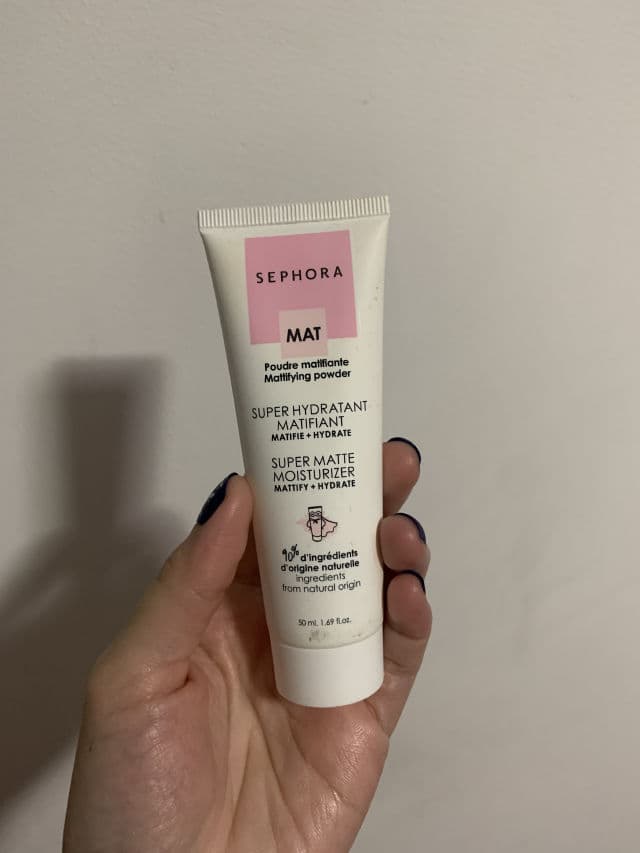 SEPHORA
MAT
Poudre matifiante
Mattifying powder
SUPER HYDRATANT
MATIFIANT
MATIFIE + HYDRATE
SUPER MATTE
MOISTURIZER
MATTIFY + HYDRATE
90% d'ingrédients
d'origine naturelle
ingredients
from natural origin
50 ml. 1.69 fl.oz.